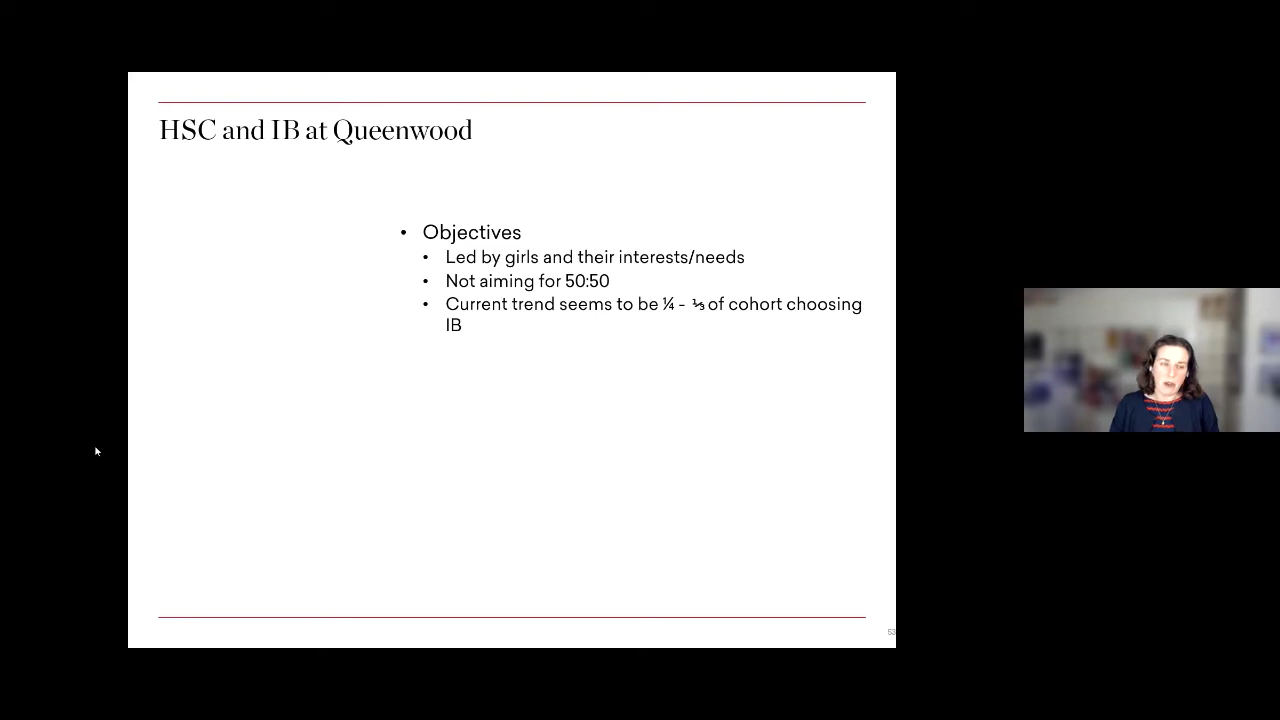 HSC and IB at Queenwood
• Objectives
• Led by girls and their interests/needs
• Not aiming for 50:50
• Current trend seems to be ¼ - ⅓ of cohort choosing
IB
53